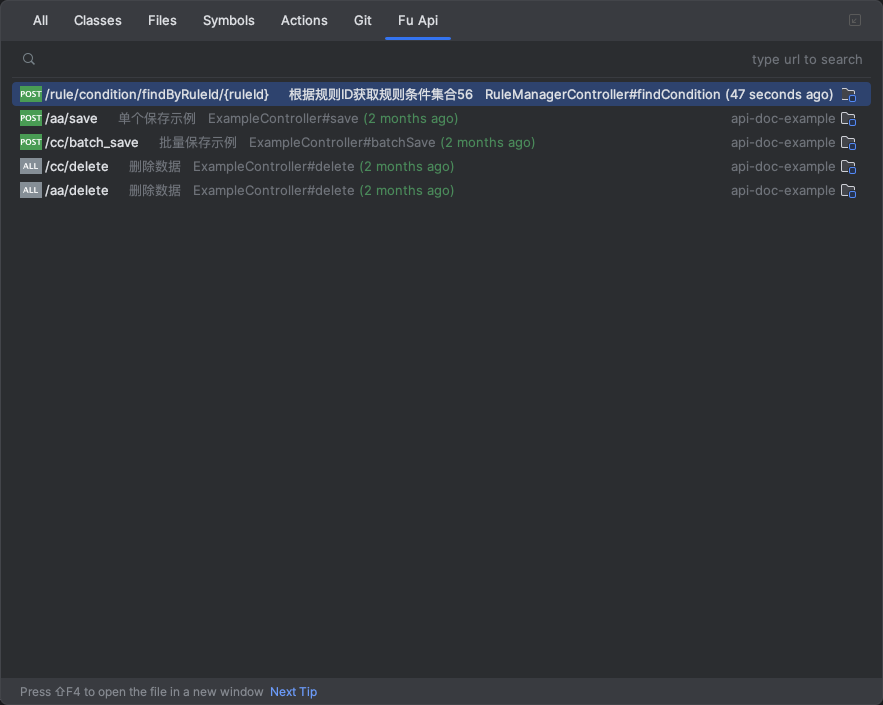 All Classes Files Symbols Actions Git Fu Api
type url to search
POST /rule/condition/findByRuleId/{ruleId} 根据规则ID获取规则条件集合56 RuleManagerController#findCondition (47 seconds ago)
POST /aa/save 单个保存示例 ExampleController#save (2 months ago) api-doc-example
POST /cc/batch_save 批量保存示例 ExampleController#batchSave (2 months ago) api-doc-example
ALL /cc/delete 删除数据 ExampleController#delete (2 months ago) api-doc-example
ALL /aa/delete 删除数据 ExampleController#delete (2 months ago) api-doc-example
Press ⇧F4 to open the file in a new window Next Tip